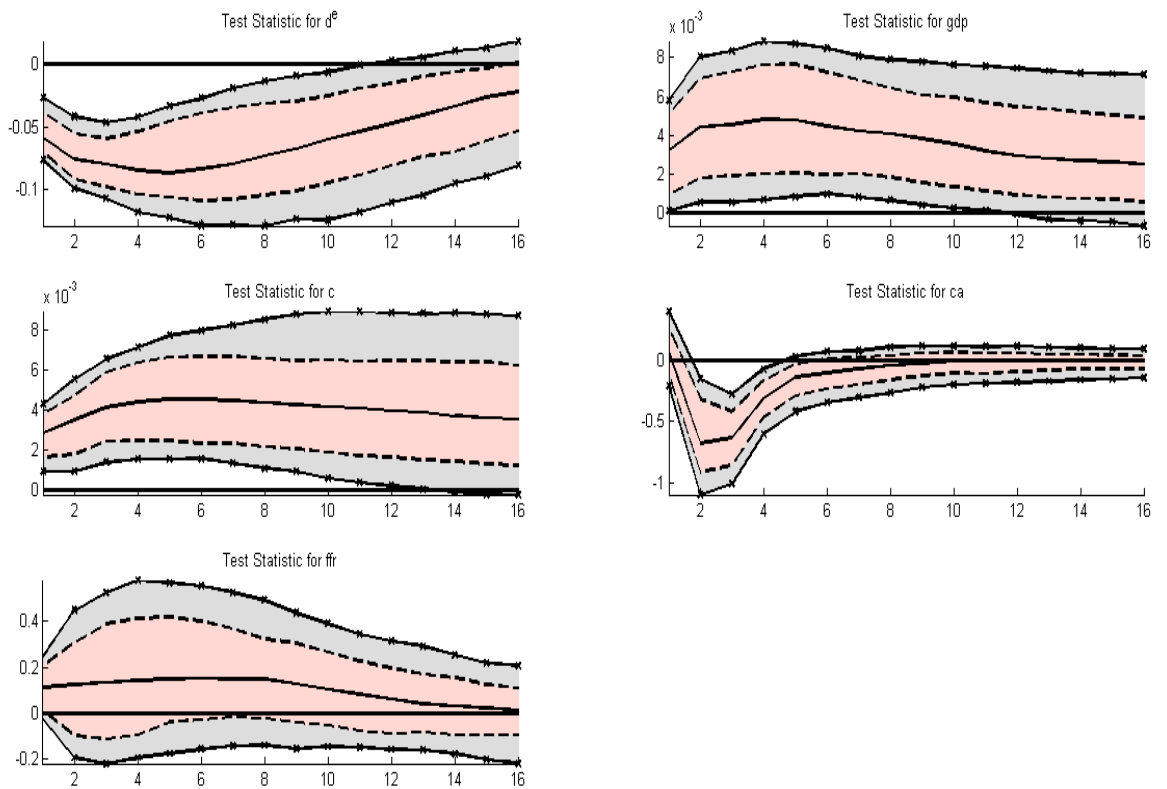 Test Statistic for dᵉ
0
-0.05
-0.1
2 4 6 8 10 12 14 16
Test Statistic for gdp
x 10⁻³
8
6
4
2
0
2 4 6 8 10 12 14 16
Test Statistic for c
x 10⁻³
8
6
4
2
0
2 4 6 8 10 12 14 16
Test Statistic for ca
0
-0.5
-1
2 4 6 8 10 12 14 16
Test Statistic for ffr
0.4
0.2
0
-0.2
2 4 6 8 10 12 14 16